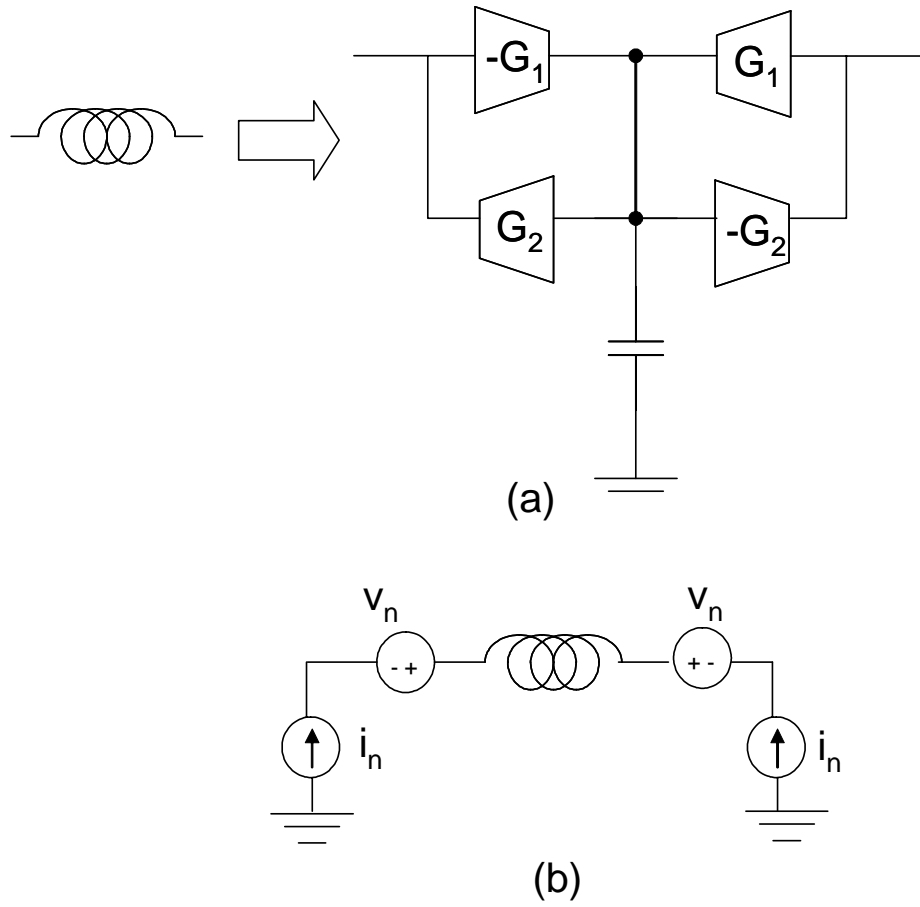 -G₁ G₁
G₂ -G₂
(a)
vₙ vₙ
- + + -
iₙ iₙ
(b)